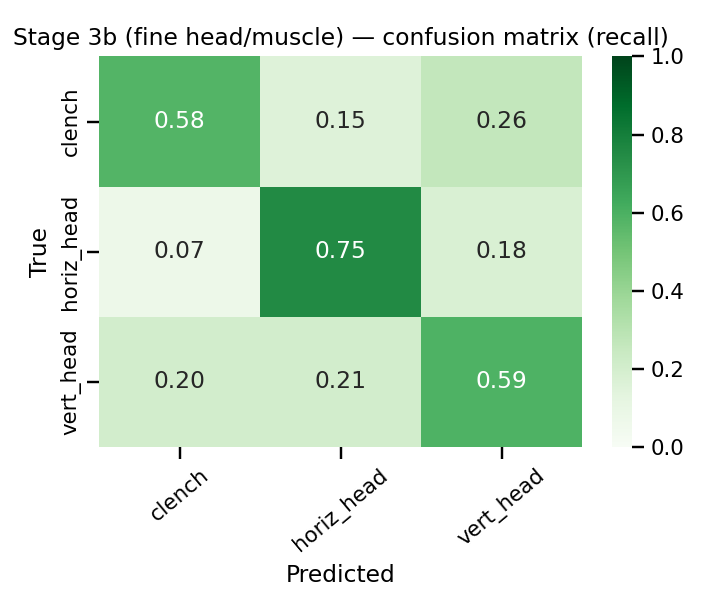 Stage 3b (fine head/muscle) — confusion matrix (recall)
1.0
0.8
0.6
0.4
0.2
0.0
True
clench
horiz_head
vert_head
0.58 0.15 0.26
0.07 0.75 0.18
0.20 0.21 0.59
clench
horiz_head
vert_head
Predicted